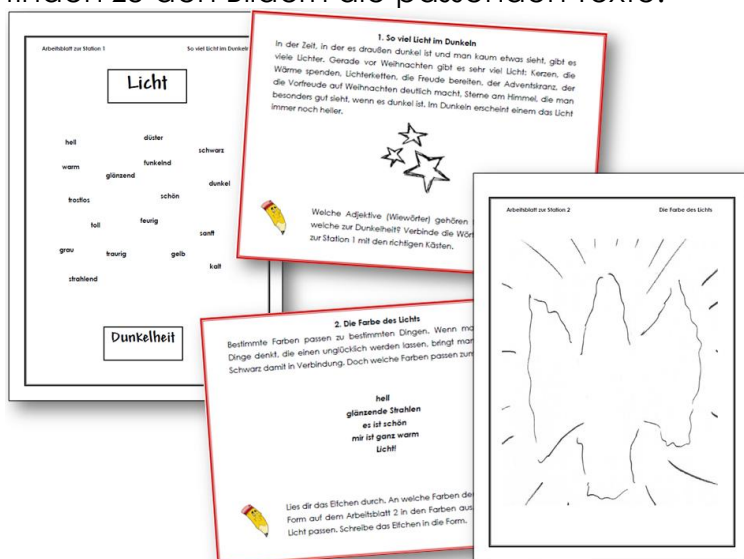 finden zu den Bildern die passenden Texte.
Arbeitsblatt zur Station 1
So viel Licht im Dunkeln
Licht
hell
düster
schwarz
warm
glänzend
funkelnd
dunkel
trostlos
schön
toll
feurig
sanft
grau
traurig
gelb
kalt
strahlend
Dunkelheit
1. So viel Licht im Dunkeln
In der Zeit, in der es draußen dunkel ist und man kaum etwas sieht, gibt es
viele Lichter. Gerade vor Weihnachten gibt es sehr viel Licht: Kerzen, die
Wärme spenden, Lichterketten, die Freude bereiten, der Adventskranz, der
die Vorfreude auf Weihnachten deutlich macht, Sterne am Himmel, die man
besonders gut sieht, wenn es dunkel ist. Im Dunkeln erscheint einem das Licht
immer noch heller.
Welche Adjektive (Wiewörter) gehören
welche zur Dunkelheit? Verbinde die Wört
zur Station 1 mit den richtigen Kästen.
2. Die Farbe des Lichts
Bestimmte Farben passen zu bestimmten Dingen. Wenn ma
Dinge denkt, die einen unglücklich werden lassen, bringt man
Schwarz damit in Verbindung. Doch welche Farben passen zum
hell
glänzende Strahlen
es ist schön
mir ist ganz warm
Licht!
Lies dir das Elfchen durch. An welche Farben de
Form auf dem Arbeitsblatt 2 in den Farben aus
Licht passen. Schreibe das Elfchen in die Form.
Arbeitsblatt zur Station 2
Die Farbe des Lichts